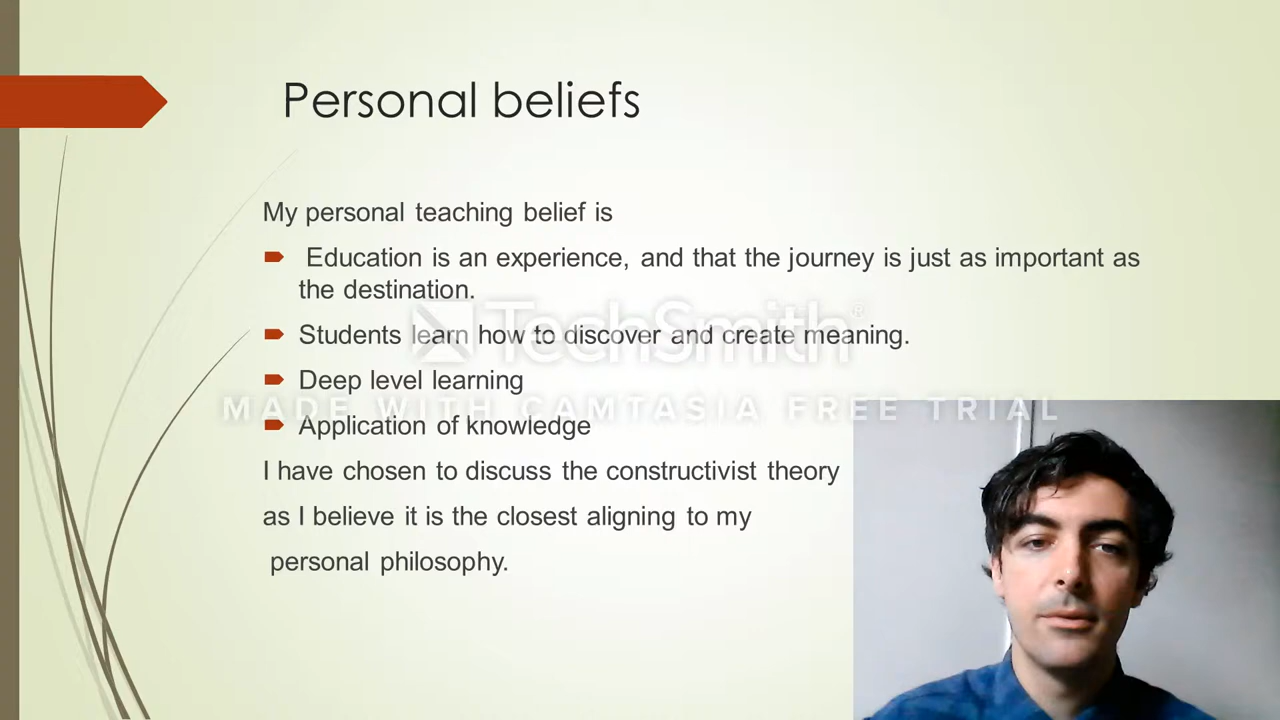 Personal beliefs
My personal teaching belief is
Education is an experience, and that the journey is just as important as
the destination.
TechSmith®
Students learn how to discover and create meaning.
Deep level learning
MADE WITH CAMTASIA FREE TRIAL
Application of knowledge
I have chosen to discuss the constructivist theory
as I believe it is the closest aligning to my
personal philosophy.